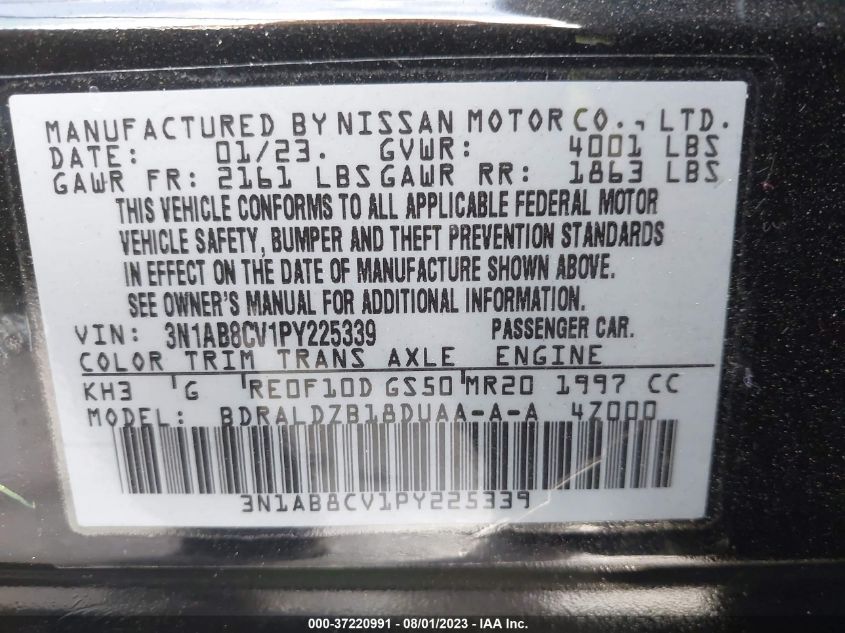 MANUFACTURED BY NISSAN MOTOR CO., LTD.
DATE: 01/23. GVWR: 4001 LBS
GAWR FR: 2161 LBS GAWR RR: 1863 LBS
THIS VEHICLE CONFORMS TO ALL APPLICABLE FEDERAL MOTOR
VEHICLE SAFETY, BUMPER AND THEFT PREVENTION STANDARDS
IN EFFECT ON THE DATE OF MANUFACTURE SHOWN ABOVE.
SEE OWNER'S MANUAL FOR ADDITIONAL INFORMATION.
VIN: 3N1AB8CV1PY225339 PASSENGER CAR.
COLOR TRIM TRANS AXLE ENGINE
KH3 'G 'RE0F10D GS50'MR20 1997 CC
MODEL: BDRALDZB18DUAA-A-A 4Z000
3N1AB8CV1PY225339
000-37220991 - 08/01/2023 - IAA Inc.